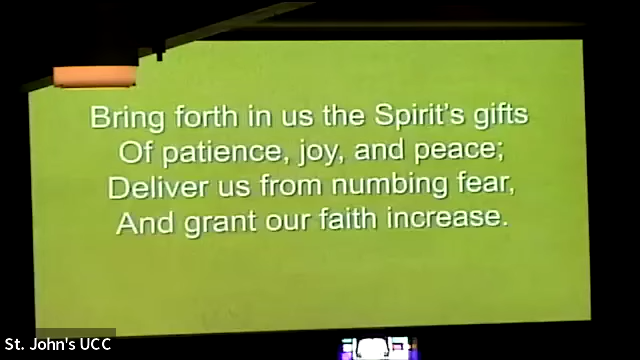 Bring forth in us the Spirit's gifts
Of patience, joy, and peace;
Deliver us from numbing fear,
And grant our faith increase.
St. John's UCC